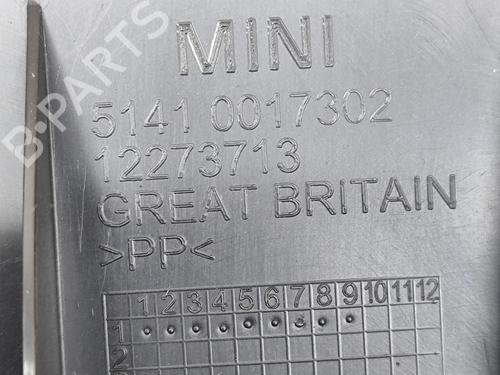 B-PARTS
MINI
5141 0017302
12273713
GREAT BRITAIN
>PP<
1 2 3 4 5 6 7 8 9 10 11 12
1
2